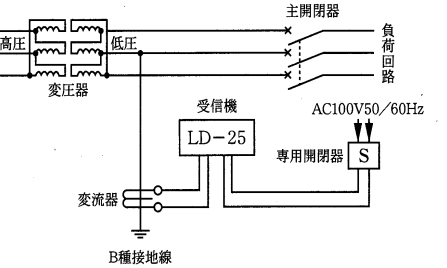 主開閉器
高圧
低圧
負荷回路
変圧器
受信機
AC100V50/60Hz
LD-25
専用開閉器
S
変流器
B種接地線